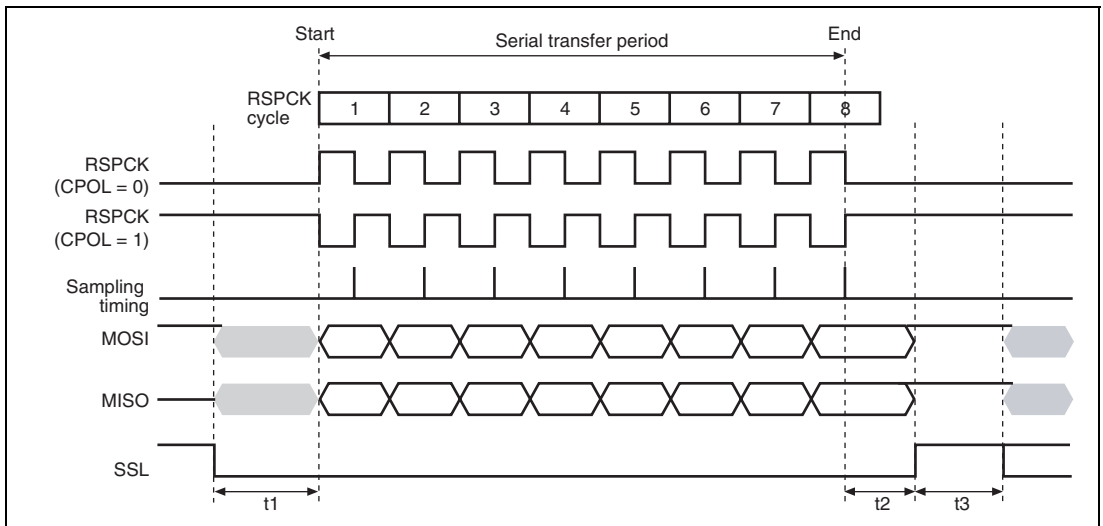 Start
End
Serial transfer period
RSPCK
cycle
1 2 3 4 5 6 7 8
RSPCK
(CPOL = 0)
RSPCK
(CPOL = 1)
Sampling
timing
MOSI
MISO
SSL
t1
t2
t3